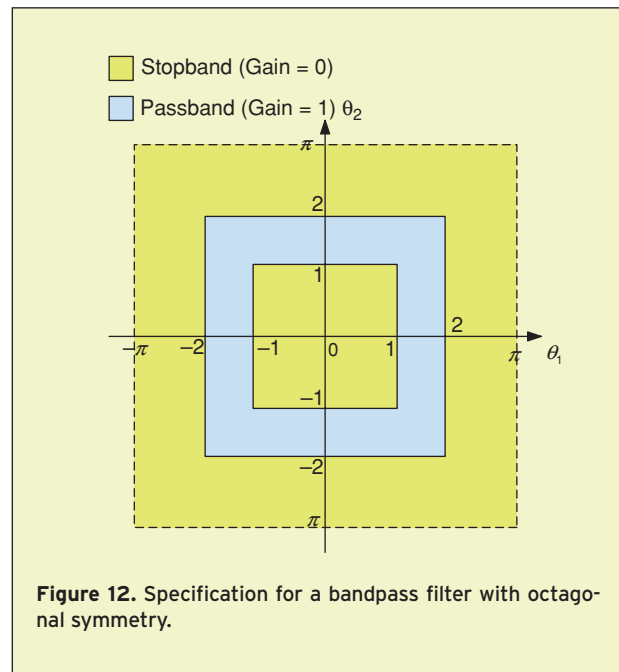 Stopband (Gain = 0)
Passband (Gain = 1) θ₂
π
2
1
−π −2 −1 0 1 2 π θ₁
−1
−2
π
Figure 12. Specification for a bandpass filter with octago-
nal symmetry.